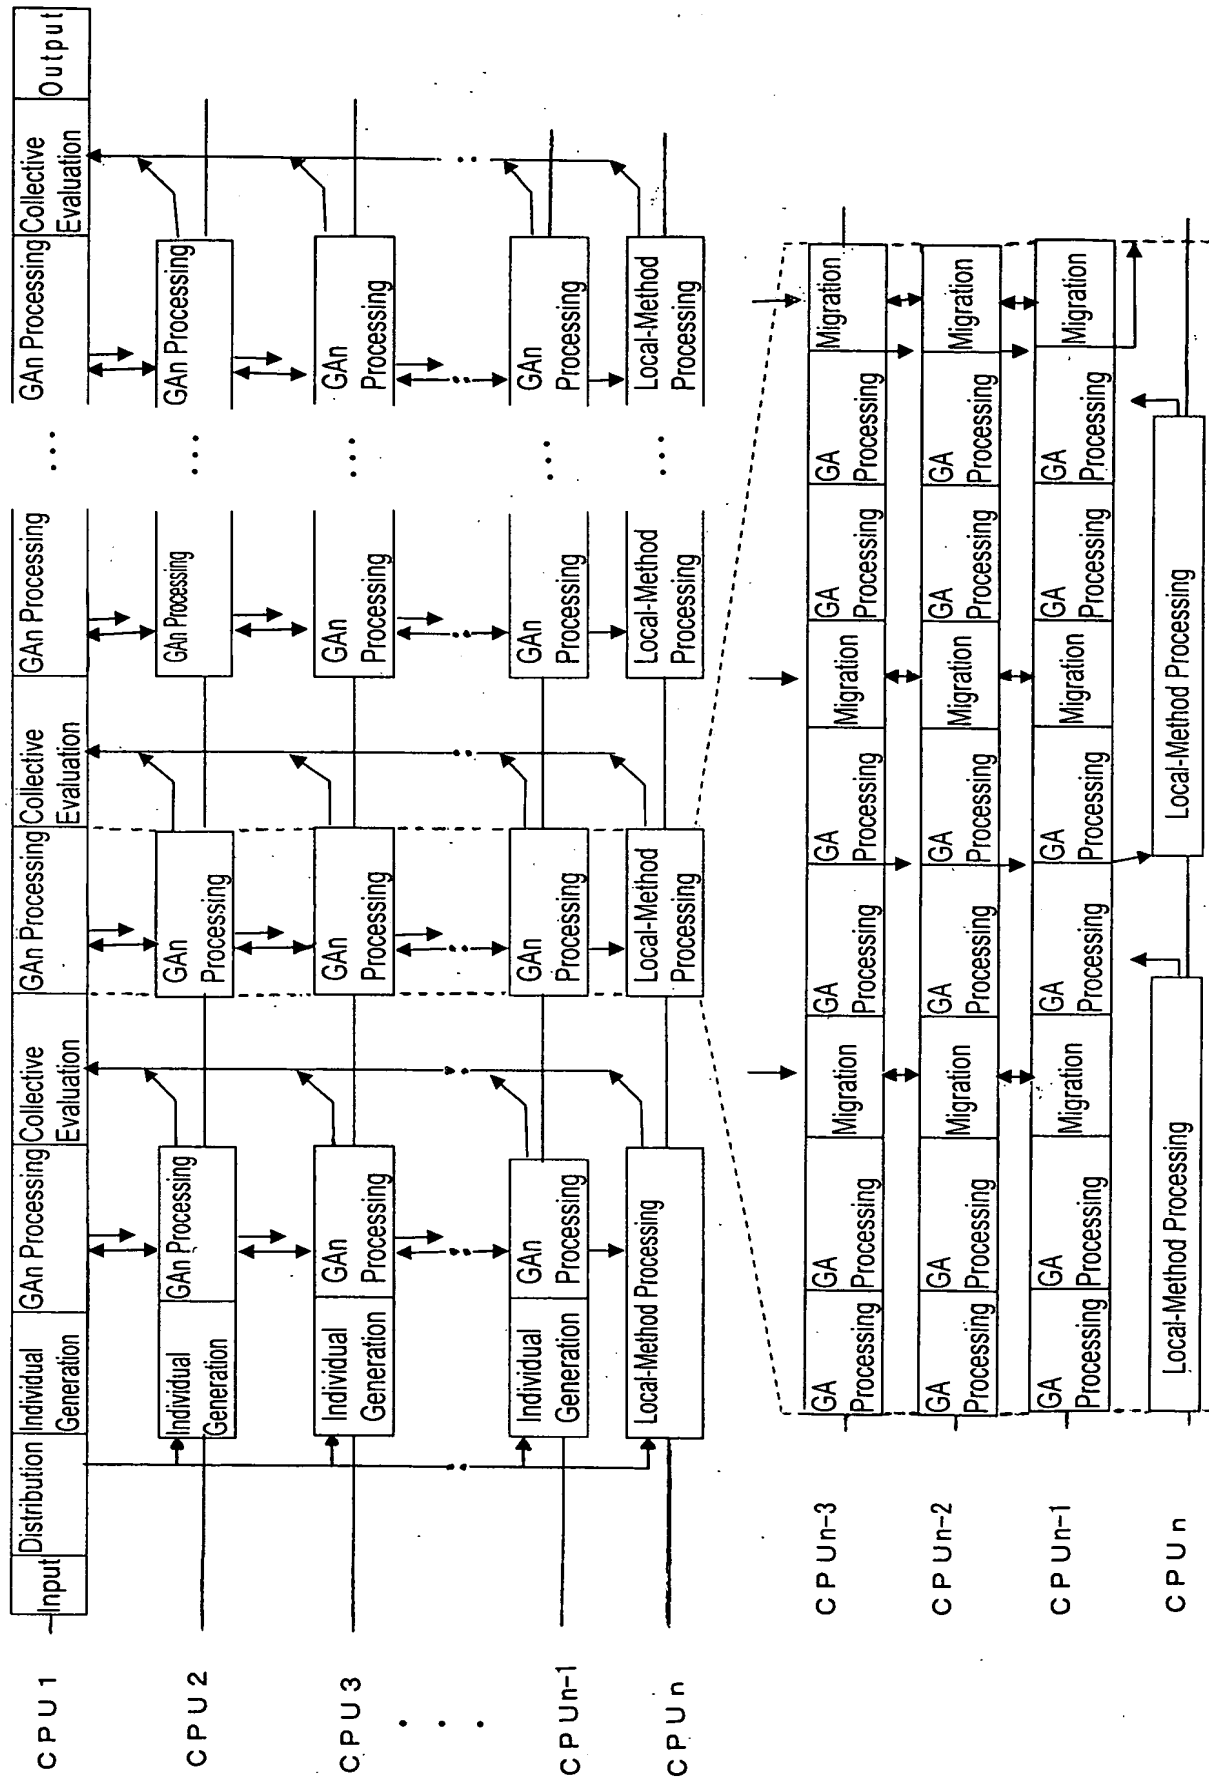 CPU1
Input
Distribution
Individual
Generation
GAn Processing
Collective
Evaluation
GAn Processing
Collective
Evaluation
GAn Processing
...
GAn Processing
Collective
Evaluation
Output
CPU2
Individual
Generation
GAn Processing
GAn
Processing
GAn Processing
...
GAn Processing
CPU3
Individual
Generation
GAn
Processing
GAn
Processing
GAn
Processing
...
GAn
Processing
...
CPUn-1
Individual
Generation
GAn
Processing
GAn
Processing
GAn
Processing
...
GAn
Processing
CPUn
Local-Method Processing
Local-Method
Processing
Local-Method
Processing
...
Local-Method
Processing
CPUn-3
GA
Processing
GA
Processing
Migration
GA
Processing
GA
Processing
Migration
GA
Processing
GA
Processing
Migration
CPUn-2
GA
Processing
GA
Processing
Migration
GA
Processing
GA
Processing
Migration
GA
Processing
GA
Processing
Migration
CPUn-1
GA
Processing
GA
Processing
Migration
GA
Processing
GA
Processing
Migration
GA
Processing
GA
Processing
Migration
CPUn
Local-Method Processing
Local-Method Processing